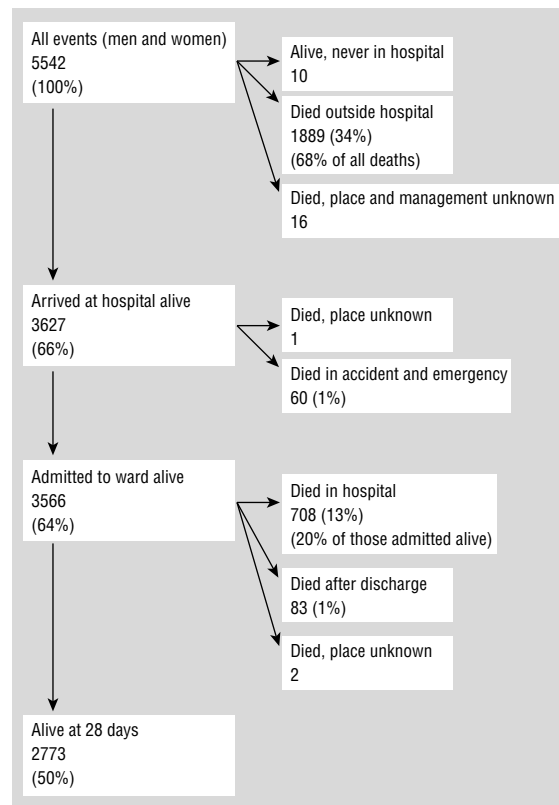 All events (men and women)
5542
(100%)
Alive, never in hospital
10
Died outside hospital
1889 (34%)
(68% of all deaths)
Died, place and management unknown
16
Arrived at hospital alive
3627
(66%)
Died, place unknown
1
Died in accident and emergency
60 (1%)
Admitted to ward alive
3566
(64%)
Died in hospital
708 (13%)
(20% of those admitted alive)
Died after discharge
83 (1%)
Died, place unknown
2
Alive at 28 days
2773
(50%)